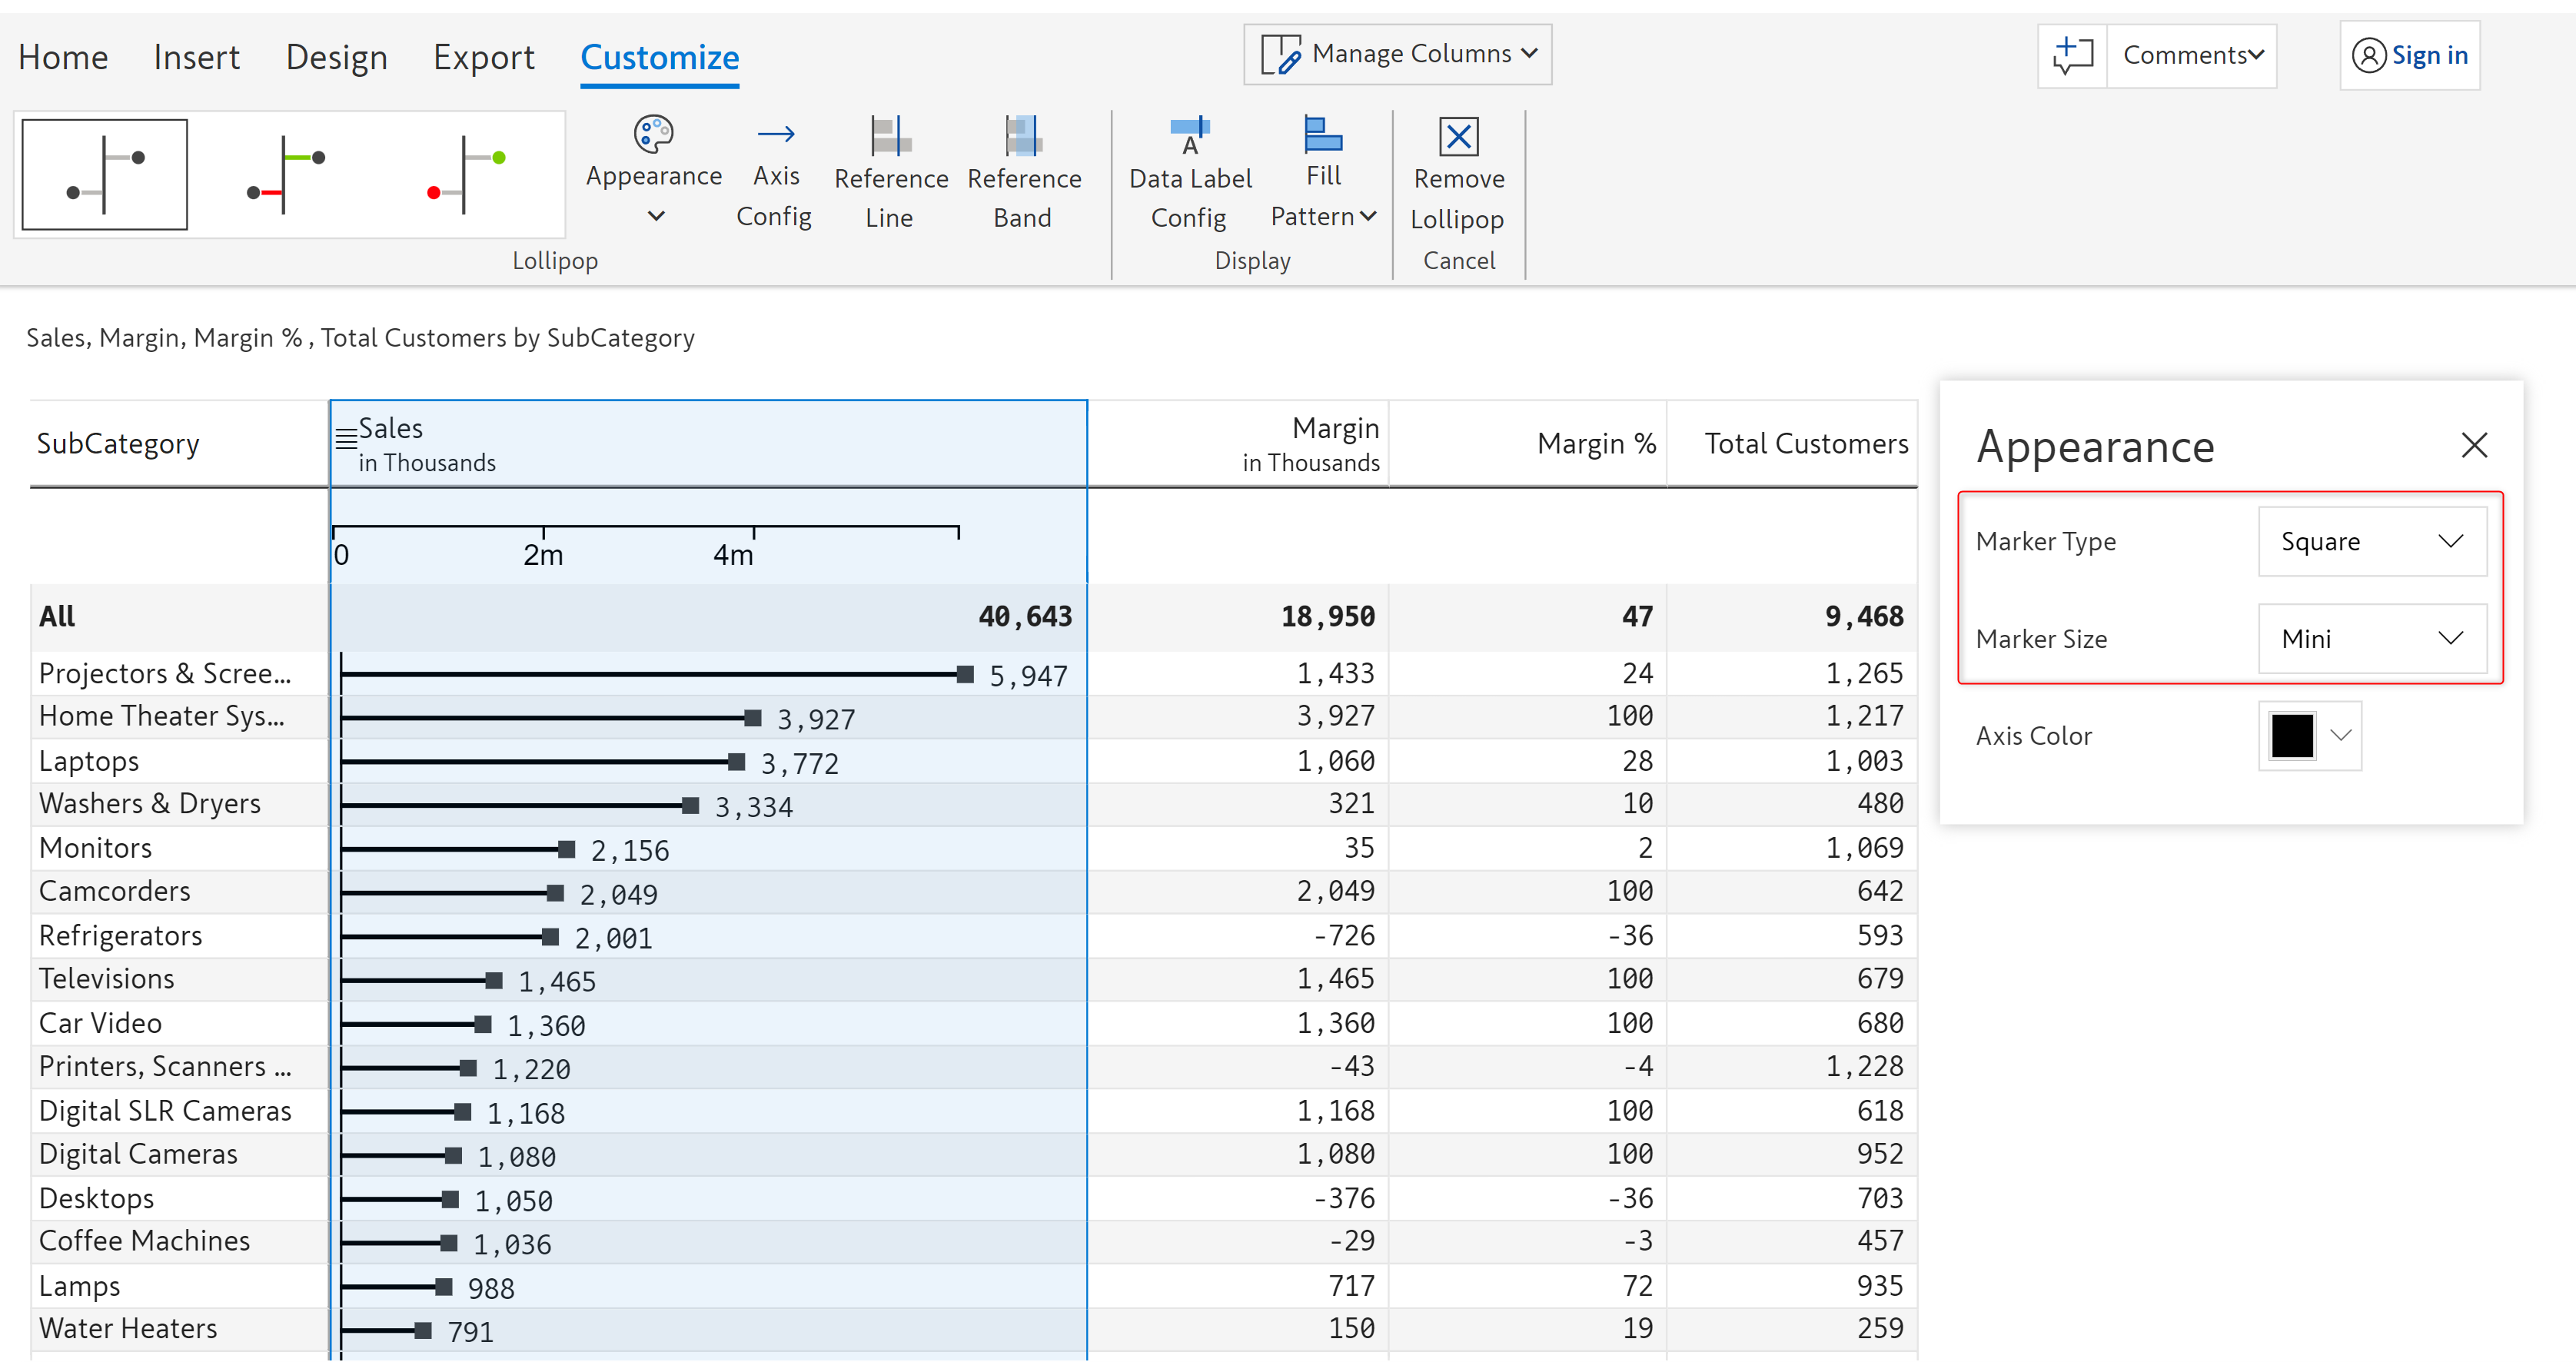 Home Insert Design Export Customize Manage Columns Comments Sign in
Appearance Axis Config Reference Line Reference Band Data Label Config Fill Pattern Remove Lollipop
Lollipop Display Cancel
Sales, Margin, Margin % , Total Customers by SubCategory
SubCategory Sales in Thousands Margin in Thousands Margin % Total Customers
0 2m 4m
All 40,643 18,950 47 9,468
Projectors & Scree... 5,947 1,433 24 1,265
Home Theater Sys... 3,927 3,927 100 1,217
Laptops 3,772 1,060 28 1,003
Washers & Dryers 3,334 321 10 480
Monitors 2,156 35 2 1,069
Camcorders 2,049 2,049 100 642
Refrigerators 2,001 -726 -36 593
Televisions 1,465 1,465 100 679
Car Video 1,360 1,360 100 680
Printers, Scanners ... 1,220 -43 -4 1,228
Digital SLR Cameras 1,168 1,168 100 618
Digital Cameras 1,080 1,080 100 952
Desktops 1,050 -376 -36 703
Coffee Machines 1,036 -29 -3 457
Lamps 988 717 72 935
Water Heaters 791 150 19 259
Appearance
Marker Type Square
Marker Size Mini
Axis Color